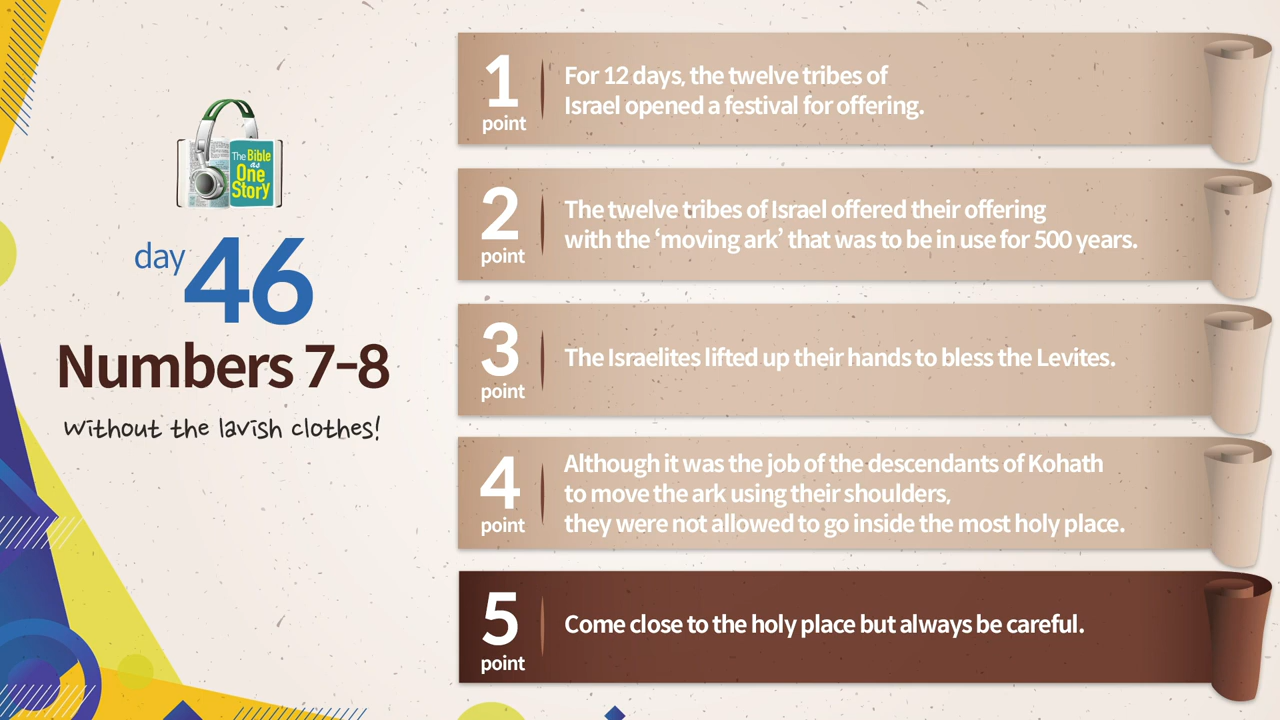 The Bible
as
One
Story
day 46
Numbers 7-8
without the lavish clothes!
1
point
For 12 days, the twelve tribes of
Israel opened a festival for offering.
2
point
The twelve tribes of Israel offered their offering
with the ‘moving ark’ that was to be in use for 500 years.
3
point
The Israelites lifted up their hands to bless the Levites.
4
point
Although it was the job of the descendants of Kohath
to move the ark using their shoulders,
they were not allowed to go inside the most holy place.
5
point
Come close to the holy place but always be careful.